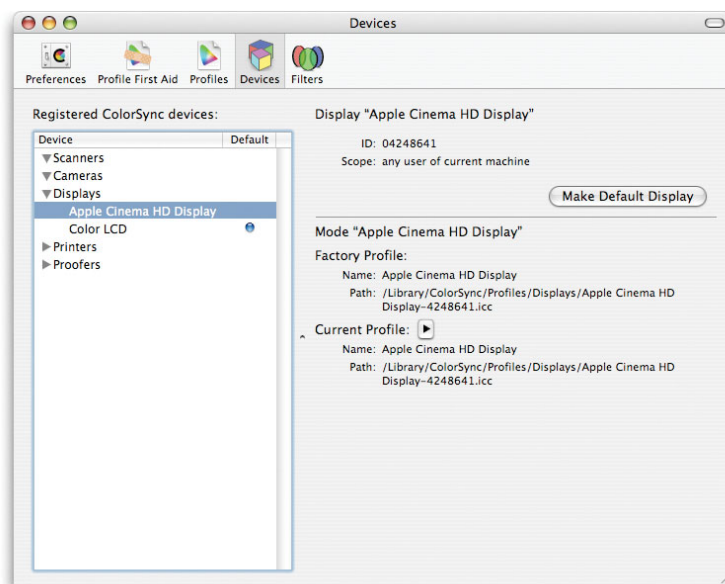 Devices
Preferences Profile First Aid Profiles Devices Filters
Registered ColorSync devices:
Device Default
Scanners
Cameras
Displays
Apple Cinema HD Display
Color LCD
Printers
Proofers
Display “Apple Cinema HD Display”
ID: 04248641
Scope: any user of current machine
Make Default Display
Mode “Apple Cinema HD Display”
Factory Profile:
Name: Apple Cinema HD Display
Path: /Library/ColorSync/Profiles/Displays/Apple Cinema HD
Display-4248641.icc
Current Profile:
Name: Apple Cinema HD Display
Path: /Library/ColorSync/Profiles/Displays/Apple Cinema HD
Display-4248641.icc